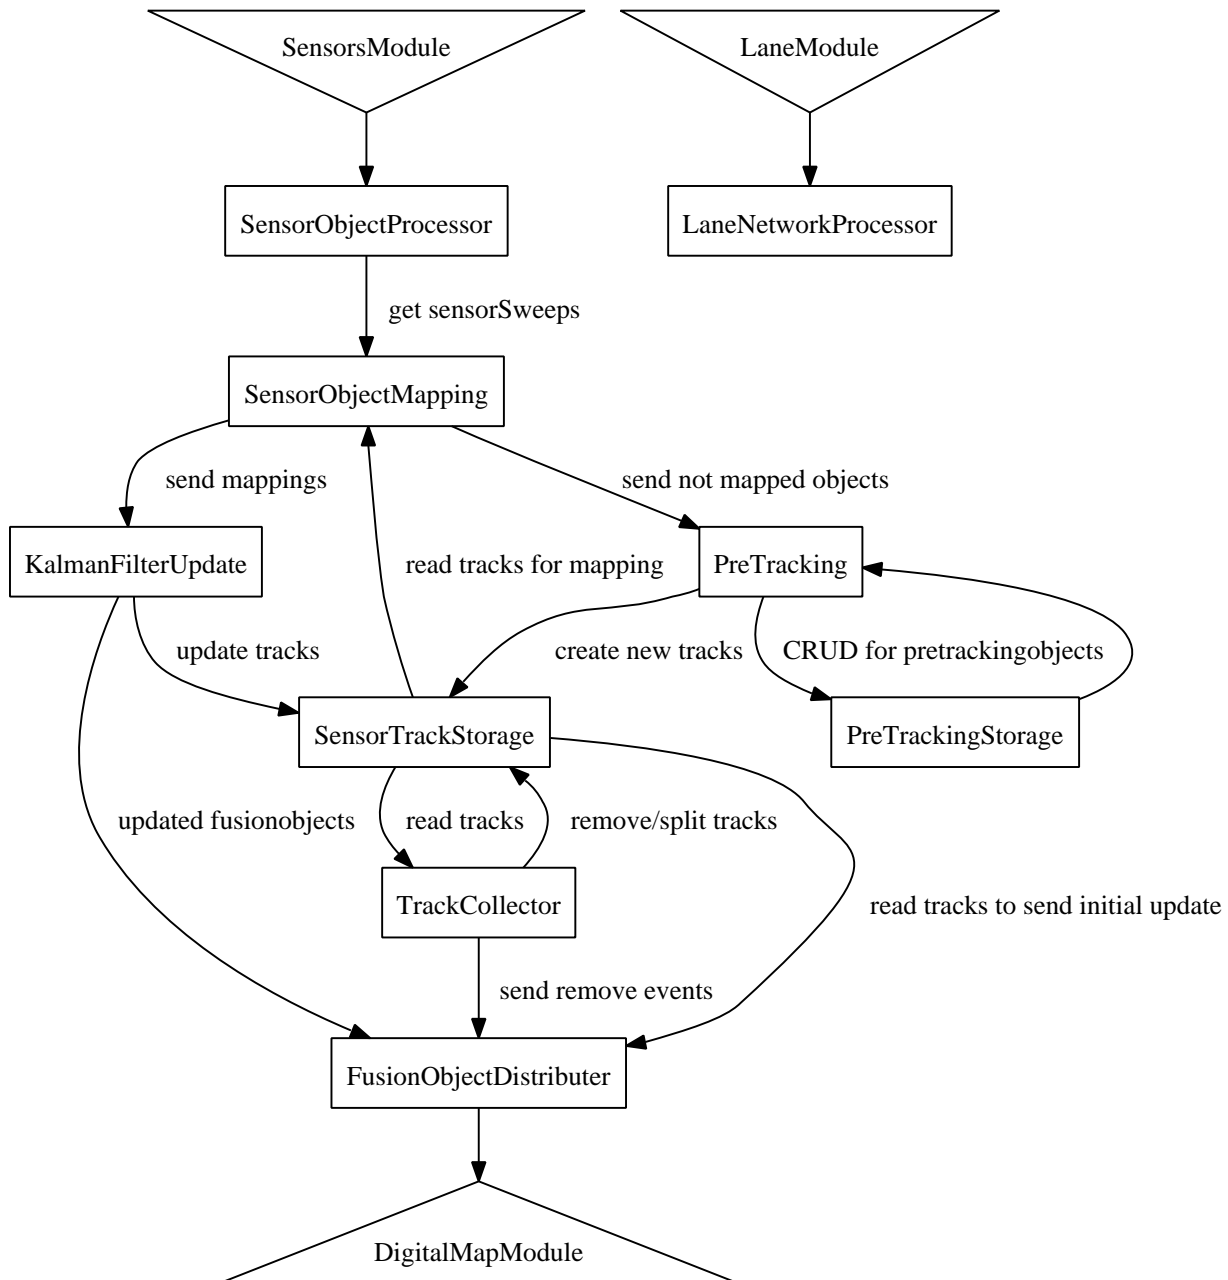 SensorsModule
LaneModule
SensorObjectProcessor
LaneNetworkProcessor
get sensorSweeps
SensorObjectMapping
send mappings
send not mapped objects
KalmanFilterUpdate
read tracks for mapping
PreTracking
update tracks
create new tracks
CRUD for pretrackingobjects
SensorTrackStorage
PreTrackingStorage
updated fusionobjects
read tracks
remove/split tracks
TrackCollector
read tracks to send initial update
send remove events
FusionObjectDistributer
DigitalMapModule